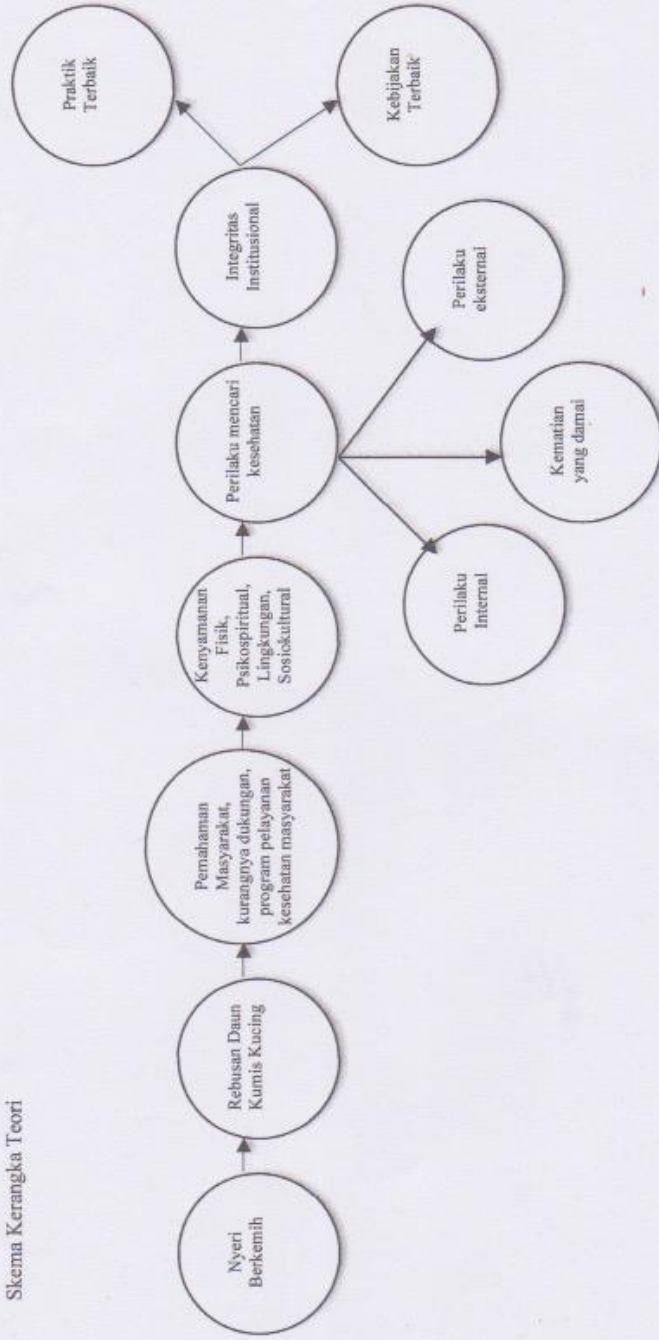 Skema Kerangka Teori
Nyeri
Berkemih
Rebusan Daun
Kumis Kucing
Pemahaman
Masyarakat,
kurangnya dukungan,
program pelayanan
kesehatan masyarakat
Kenyamanan
Fisik,
Psikospiritual,
Lingkungan,
Sosiokultural
Perilaku mencari
kesehatan
Integritas
Institusional
Praktik
Terbaik
Kebijakan
Terbaik
Perilaku
Internal
Kematian
yang damai
Perilaku
eksternal